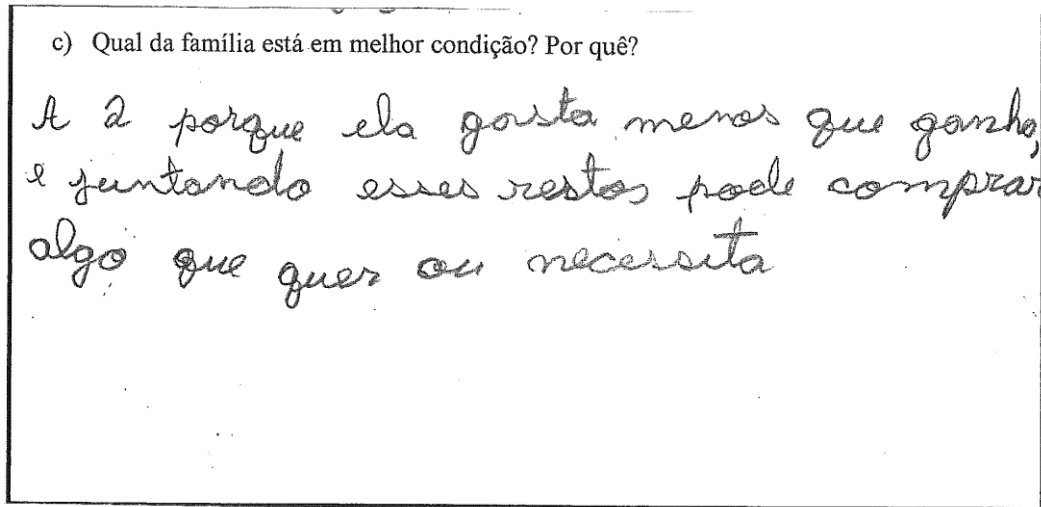 c) Qual da família está em melhor condição? Por quê?
A 2 porque ela gasta menos que ganha,
e juntando esses restos pode comprar
algo que quer ou necessita